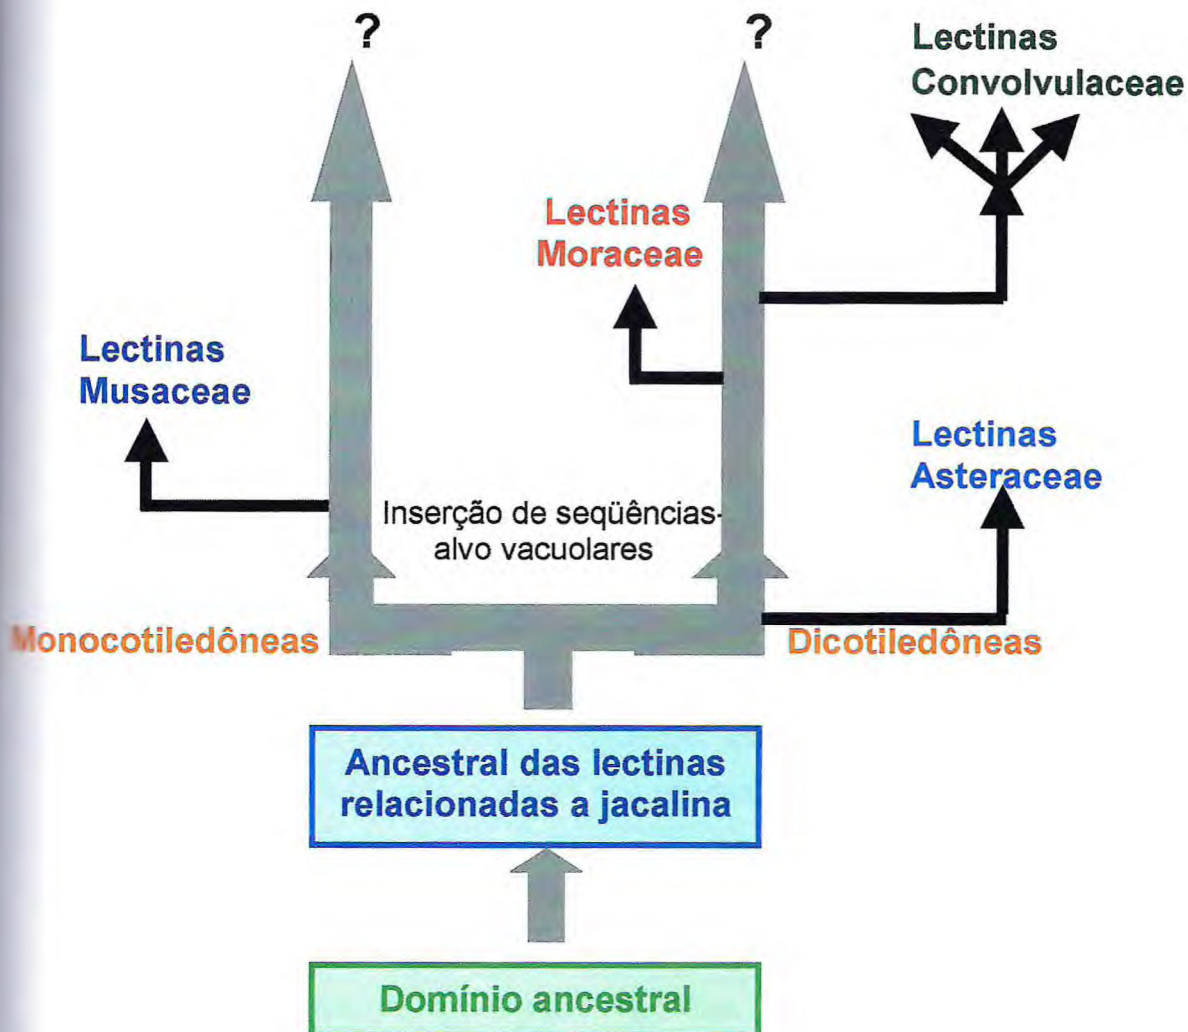 ?
?
Lectinas
Convolvulaceae
Lectinas
Moraceae
Lectinas
Musaceae
Lectinas
Asteraceae
Inserção de seqüências-
alvo vacuolares
Monocotiledôneas
Dicotiledôneas
Ancestral das lectinas
relacionadas a jacalina
Domínio ancestral